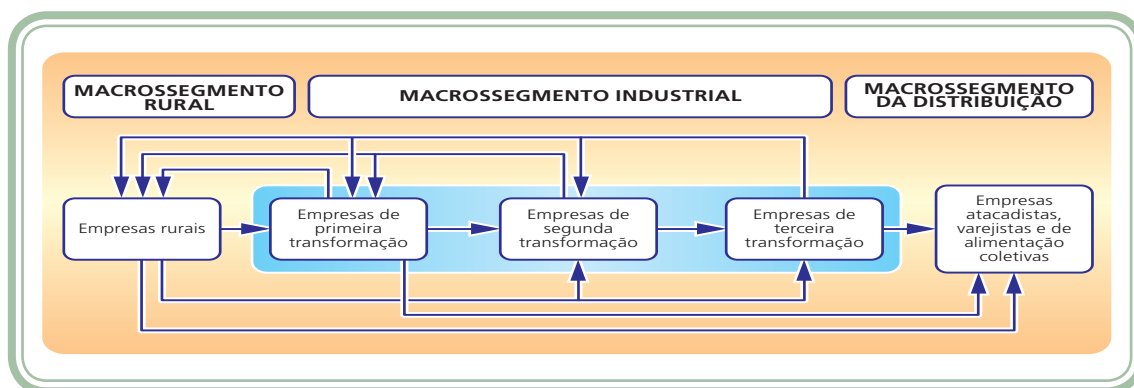 MACROSSEGMENTO
RURAL
MACROSSEGMENTO INDUSTRIAL
MACROSSEGMENTO
DA DISTRIBUIÇÃO
Empresas rurais
Empresas de
primeira
transformação
Empresas de
segunda
transformação
Empresas de
terceira
transformação
Empresas
atacadistas,
varejistas e de
alimentação
coletivas